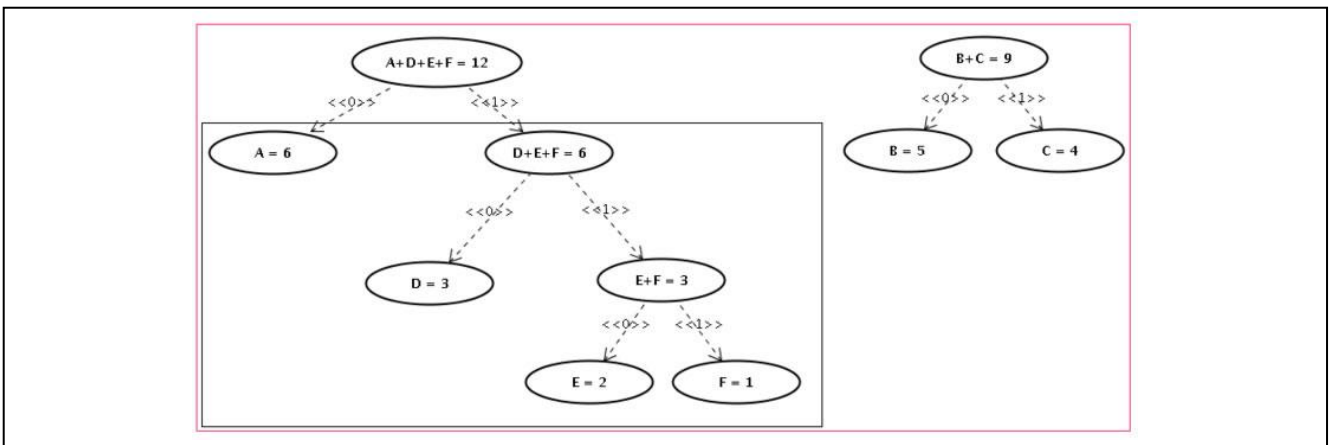 A+D+E+F = 12
B+C = 9
<<0>>
<<1>>
<<0>>
<<1>>
A = 6
D+E+F = 6
B = 5
C = 4
<<0>>
<<1>>
D = 3
E+F = 3
<<0>>
<<1>>
E = 2
F = 1